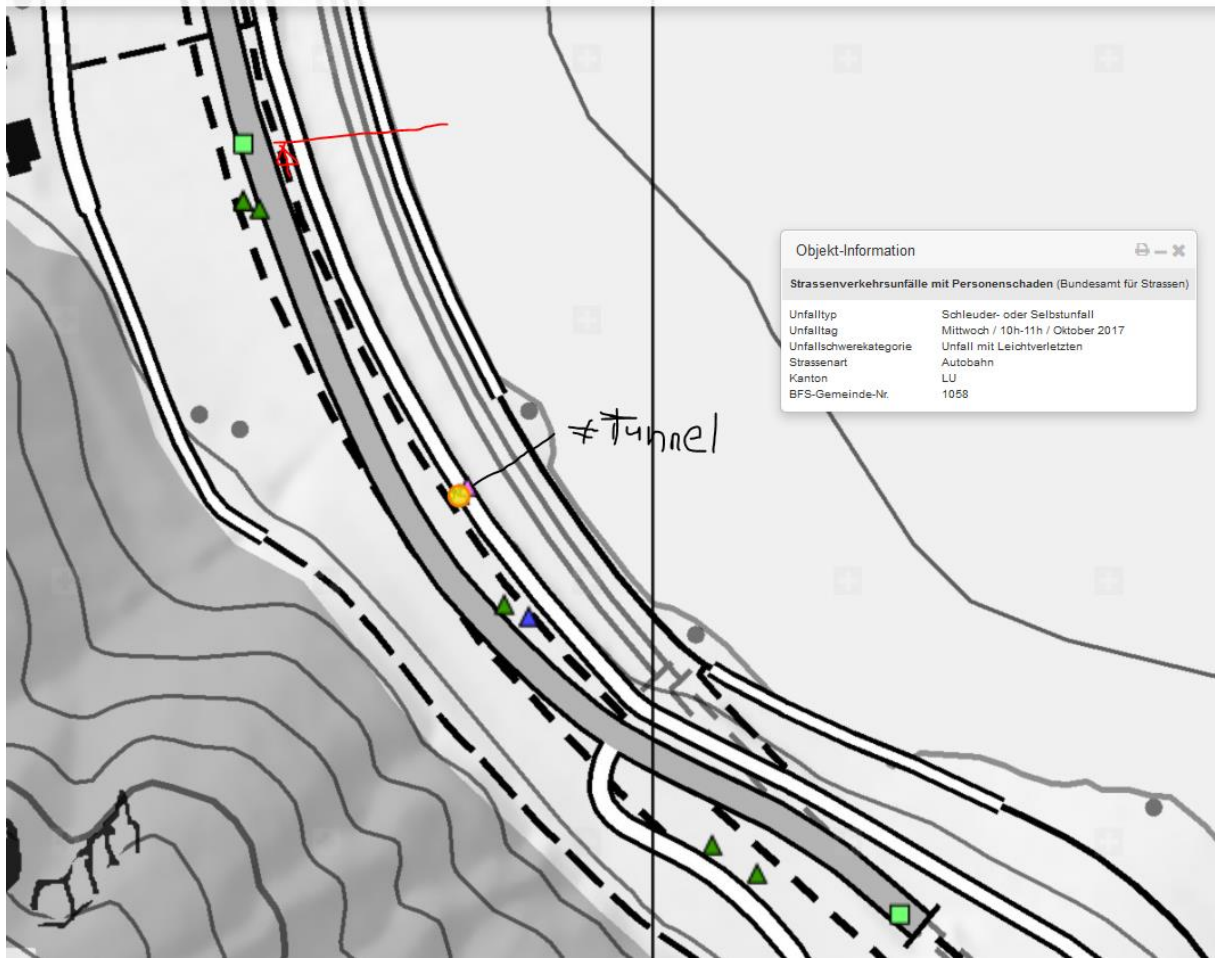 Objekt-Information
Strassenverkehrsunfälle mit Personenschaden (Bundesamt für Strassen)
Unfalltyp Schleuder- oder Selbstunfall
Unfalltag Mittwoch / 10h-11h / Oktober 2017
Unfallschwerekategorie Unfall mit Leichtverletzten
Strassenart Autobahn
Kanton LU
BFS-Gemeinde-Nr. 1058
≠Tunnel